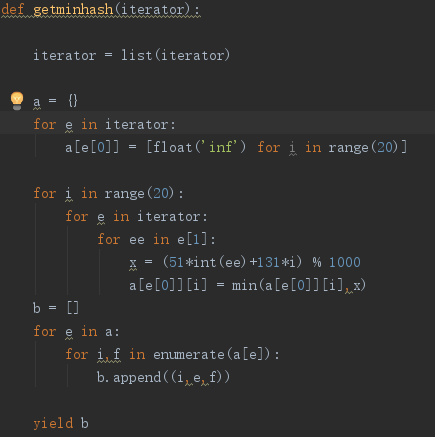 def getminhash(iterator):
iterator = list(iterator)
a = {}
for e in iterator:
a[e[0]] = [float('inf') for i in range(20)]
for i in range(20):
for e in iterator:
for ee in e[1]:
x = (51*int(ee)+131*i) % 1000
a[e[0]][i] = min(a[e[0]][i],x)
b = []
for e in a:
for i,f in enumerate(a[e]):
b.append((i,e,f))
yield b